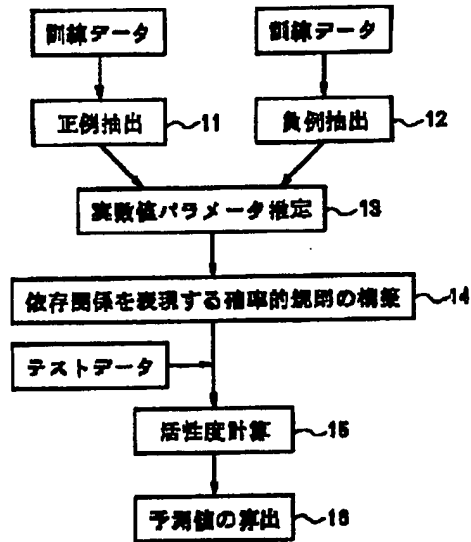 訓練データ
訓練データ
正例抽出
11
負例抽出
12
実数値パラメータ推定
13
依存関係を表現する確率的規則の構築
14
テストデータ
活性度計算
15
予測値の算出
16